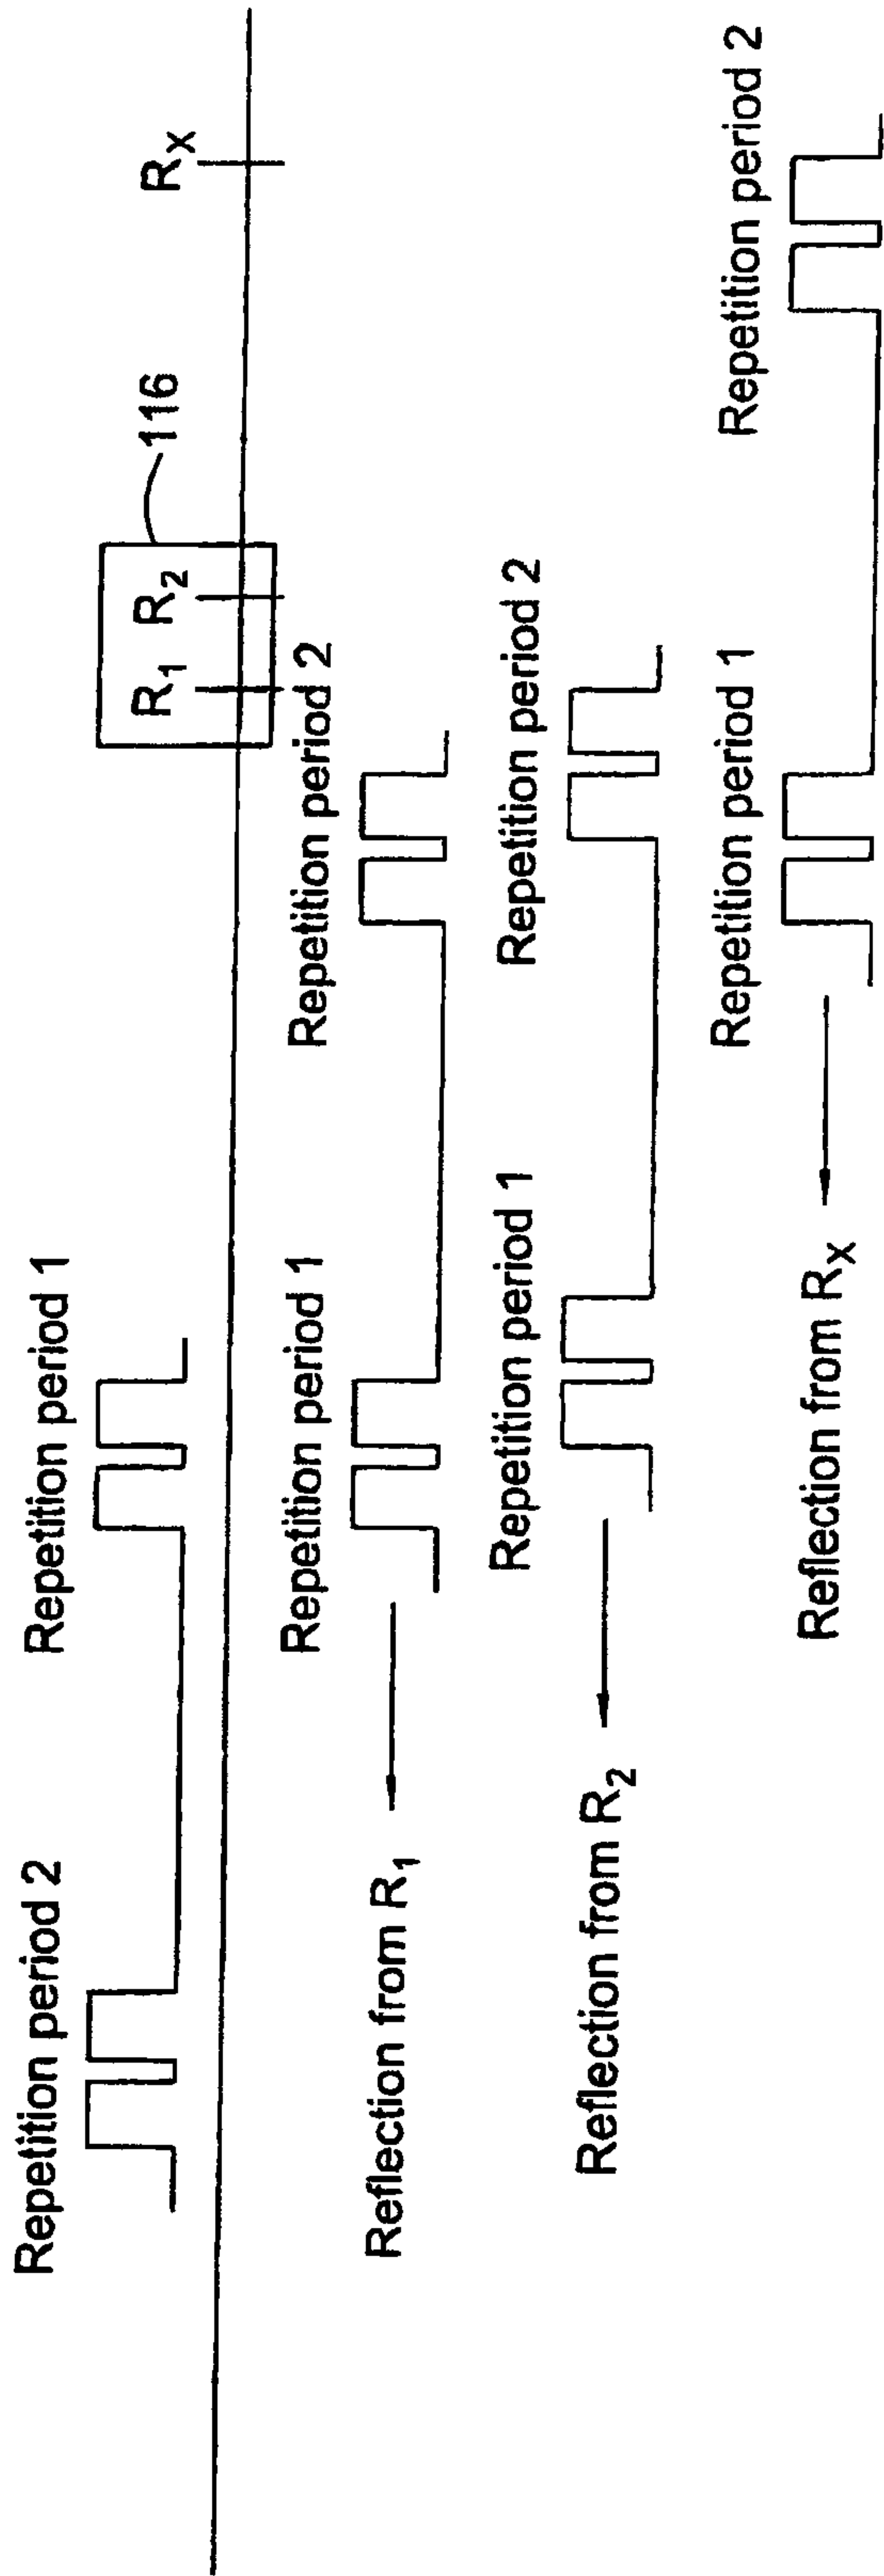 Repetition period 2
Repetition period 1
R1
R2
116
RX
Reflection from R1
Repetition period 1
Repetition period 2
Reflection from R2
Repetition period 1
Repetition period 2
Reflection from RX
Repetition period 1
Repetition period 2